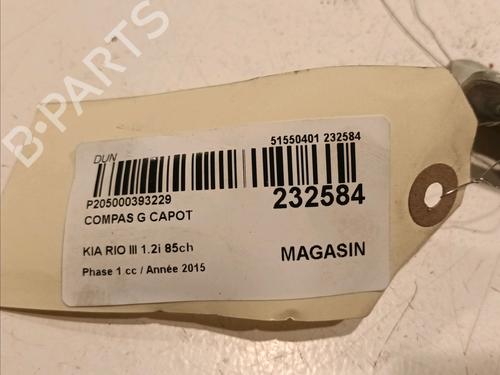 B-PARTS
DUN
51550401 232584
P205000393229
232584
COMPAS G CAPOT
KIA RIO III 1.2i 85ch
MAGASIN
Phase 1 cc / Année 2015